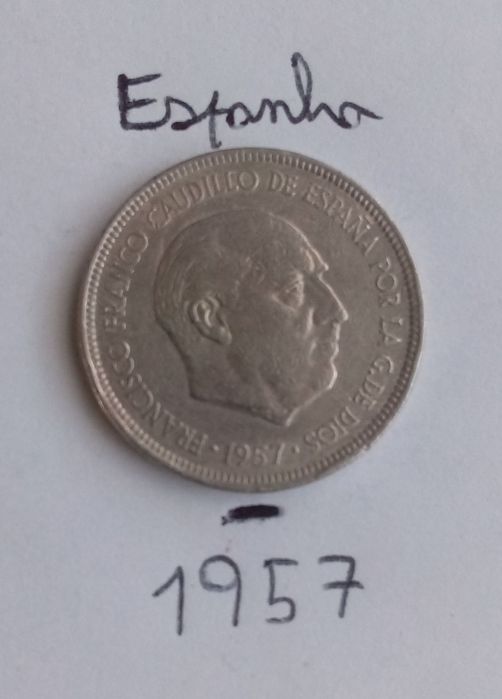 Espanha
FRANCISCO FRANCO CAUDILLO DE ESPAÑA POR LA G. DE DIOS
· 1957 ·
1957